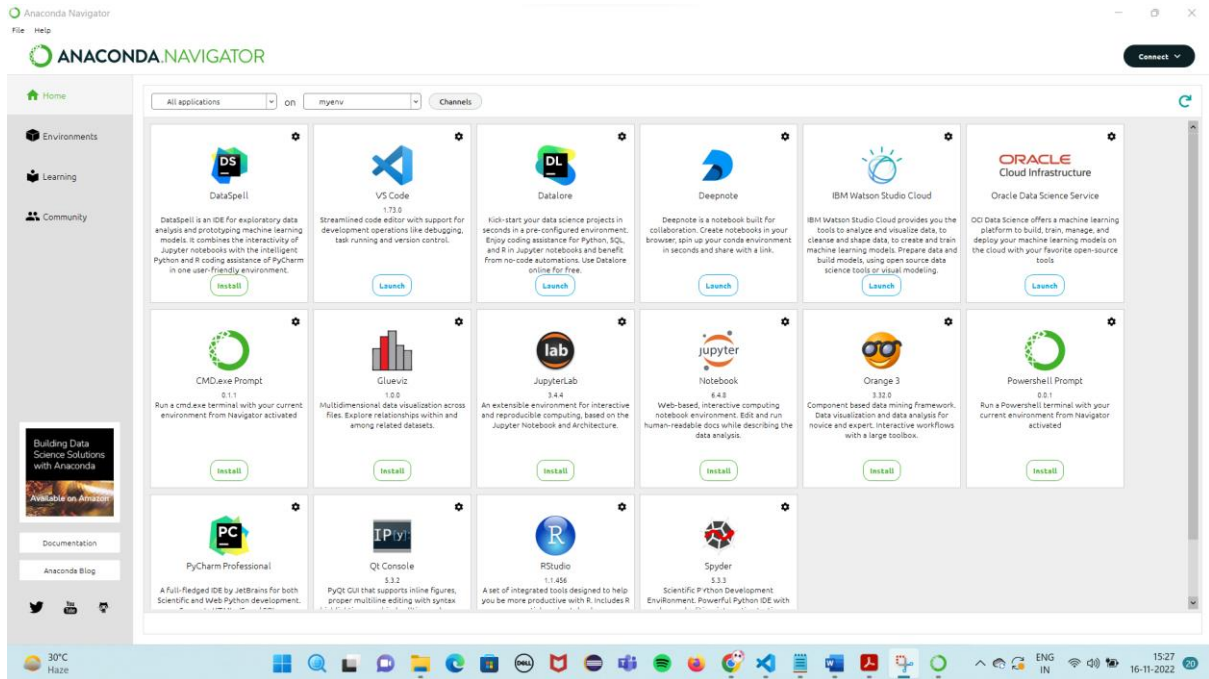 Anaconda Navigator
File Help
ANACONDA.NAVIGATOR
Connect
Home
Environments
Learning
Community
All applications on myenv Channels
DS
DataSpell
DataSpell is an IDE for exploratory data
analysis and prototyping machine learning
models. It combines the interactivity of
Jupyter notebooks with the intelligent
Python and R coding assistance of PyCharm
in one user-friendly environment.
Install
VS Code
1.73.0
Streamlined code editor with support for
development operations like debugging,
task running and version control.
Launch
DL
Datalore
Kick-start your data science projects in
seconds in a pre-configured environment.
Enjoy coding assistance for Python, SQL,
and R in Jupyter notebooks and benefit
from no-code automations. Use Datalore
online for free.
Launch
Deepnote
Deepnote is a notebook built for
collaboration. Create notebooks in your
browser, spin up your conda environment
in seconds and share with a link.
Launch
IBM Watson Studio Cloud
IBM Watson Studio Cloud provides you the
tools to analyze and visualize data, to
cleanse and shape data, to create and train
machine learning models. Prepare data and
build models, using open source data
science tools or visual modeling.
Launch
ORACLE
Cloud Infrastructure
Oracle Data Science Service
OCI Data Science offers a machine learning
platform to build, train, manage, and
deploy your machine learning models on
the cloud with your favorite open-source
tools
Launch
CMD.exe Prompt
0.1.1
Run a cmd.exe terminal with your current
environment from Navigator activated
Install
Glueviz
1.0.0
Multidimensional data visualization across
files. Explore relationships within and
among related datasets.
Install
lab
JupyterLab
3.4.4
An extensible environment for interactive
and reproducible computing, based on the
Jupyter Notebook and Architecture.
Install
jupyter
Notebook
6.4.8
Web-based, interactive computing
notebook environment. Edit and run
human-readable docs while describing the
data analysis.
Install
Orange 3
3.32.0
Component based data mining framework.
Data visualization and data analysis for
novice and expert. Interactive workflows
with a large toolbox.
Install
Powershell Prompt
0.0.1
Run a Powershell terminal with your
current environment from Navigator
activated
Install
PC
PyCharm Professional
A full-fledged IDE by JetBrains for both
Scientific and Web Python development.
IP[y]:
Qt Console
5.3.2
PyQt GUI that supports inline figures,
proper multiline editing with syntax
R
RStudio
1.1.456
A set of integrated tools designed to help
you be more productive with R. Includes R
Spyder
5.3.3
Scientific PYthon Development
EnviRonment. Powerful Python IDE with
Building Data
Science Solutions
with Anaconda
Available on Amazon
Documentation
Anaconda Blog
You
Tube
30°C
Haze
DELL
ENG
IN
15:27
16-11-2022
20